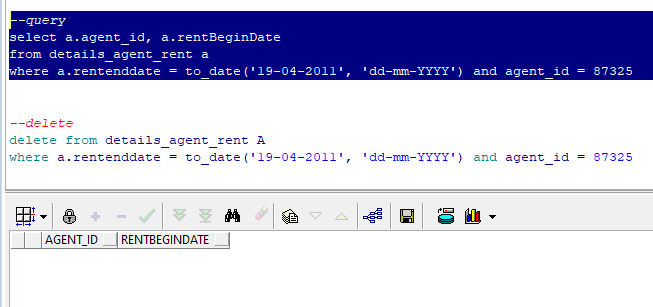 --query
select a.agent_id, a.rentBeginDate
from details_agent_rent a
where a.rentenddate = to_date('19-04-2011', 'dd-mm-YYYY') and agent_id = 87325
--delete
delete from details_agent_rent A
where a.rentenddate = to_date('19-04-2011', 'dd-mm-YYYY') and agent_id = 87325
AGENT_ID RENTBEGINDATE